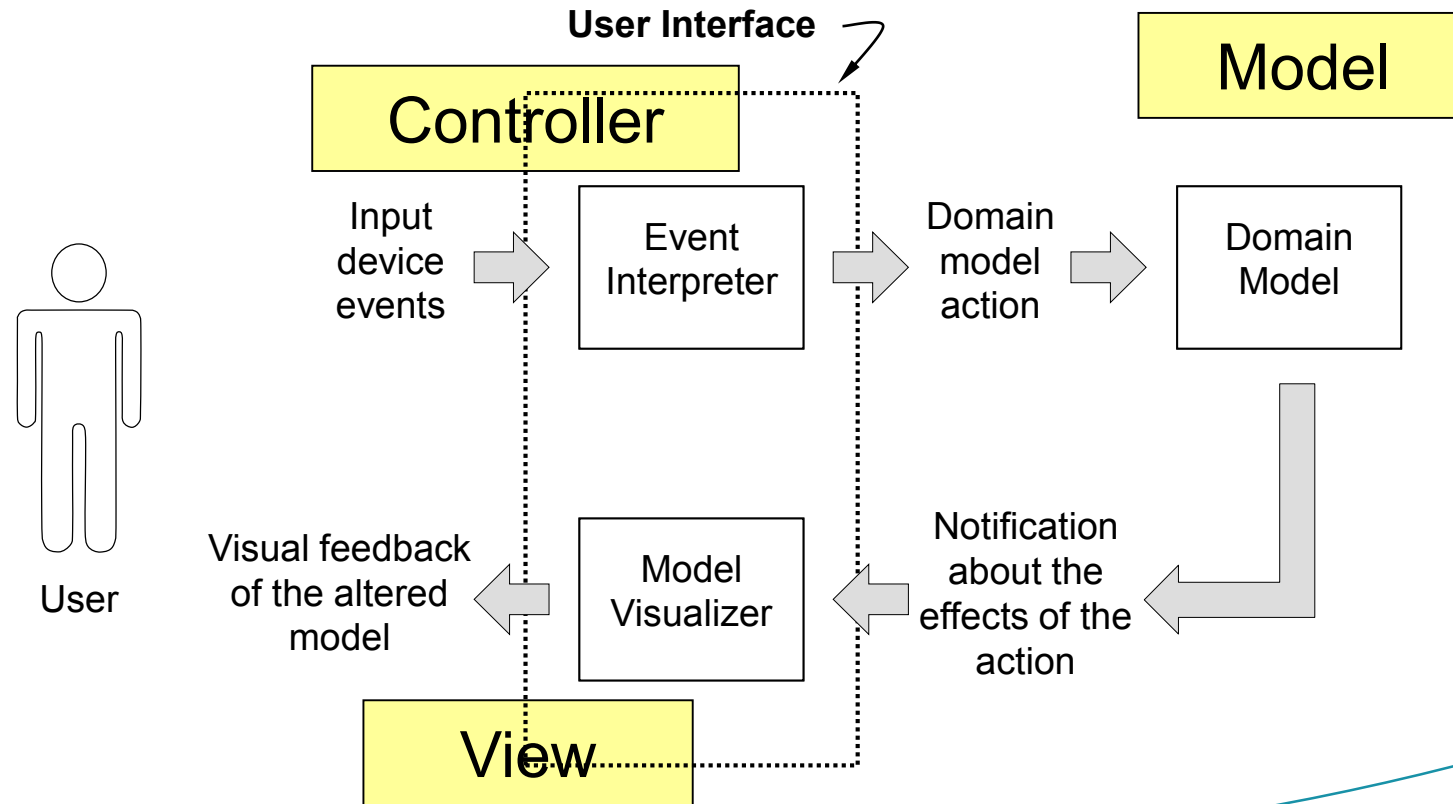 User Interface
Controller
Model
Input
device
events
Event
Interpreter
Domain
model
action
Domain
Model
User
Visual feedback
of the altered
model
Model
Visualizer
Notification
about the
effects of the
action
View